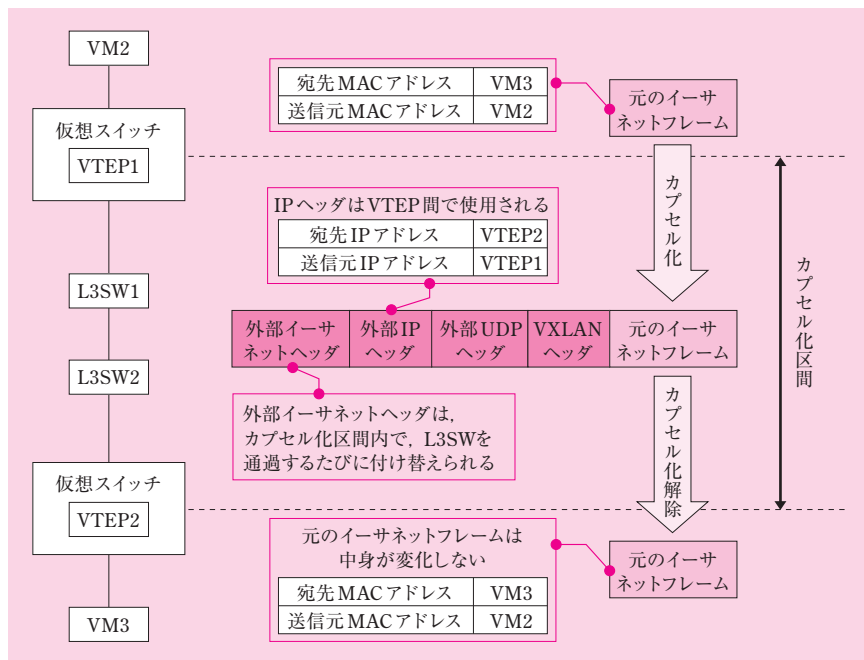 VM2
仮想スイッチ
VTEP1
L3SW1
L3SW2
仮想スイッチ
VTEP2
VM3
宛先MACアドレス VM3
送信元MACアドレス VM2
元のイーサ
ネットフレーム
カプセル化
IPヘッダはVTEP間で使用される
宛先IPアドレス VTEP2
送信元IPアドレス VTEP1
外部イーサ
ネットヘッダ
外部IP
ヘッダ
外部UDP
ヘッダ
VXLAN
ヘッダ
元のイーサ
ネットフレーム
外部イーサネットヘッダは,
カプセル化区間内で, L3SWを
通過するたびに付け替えられる
カプセル化解除
カプセル化区間
元のイーサネットフレームは
中身が変化しない
宛先MACアドレス VM3
送信元MACアドレス VM2
元のイーサ
ネットフレーム